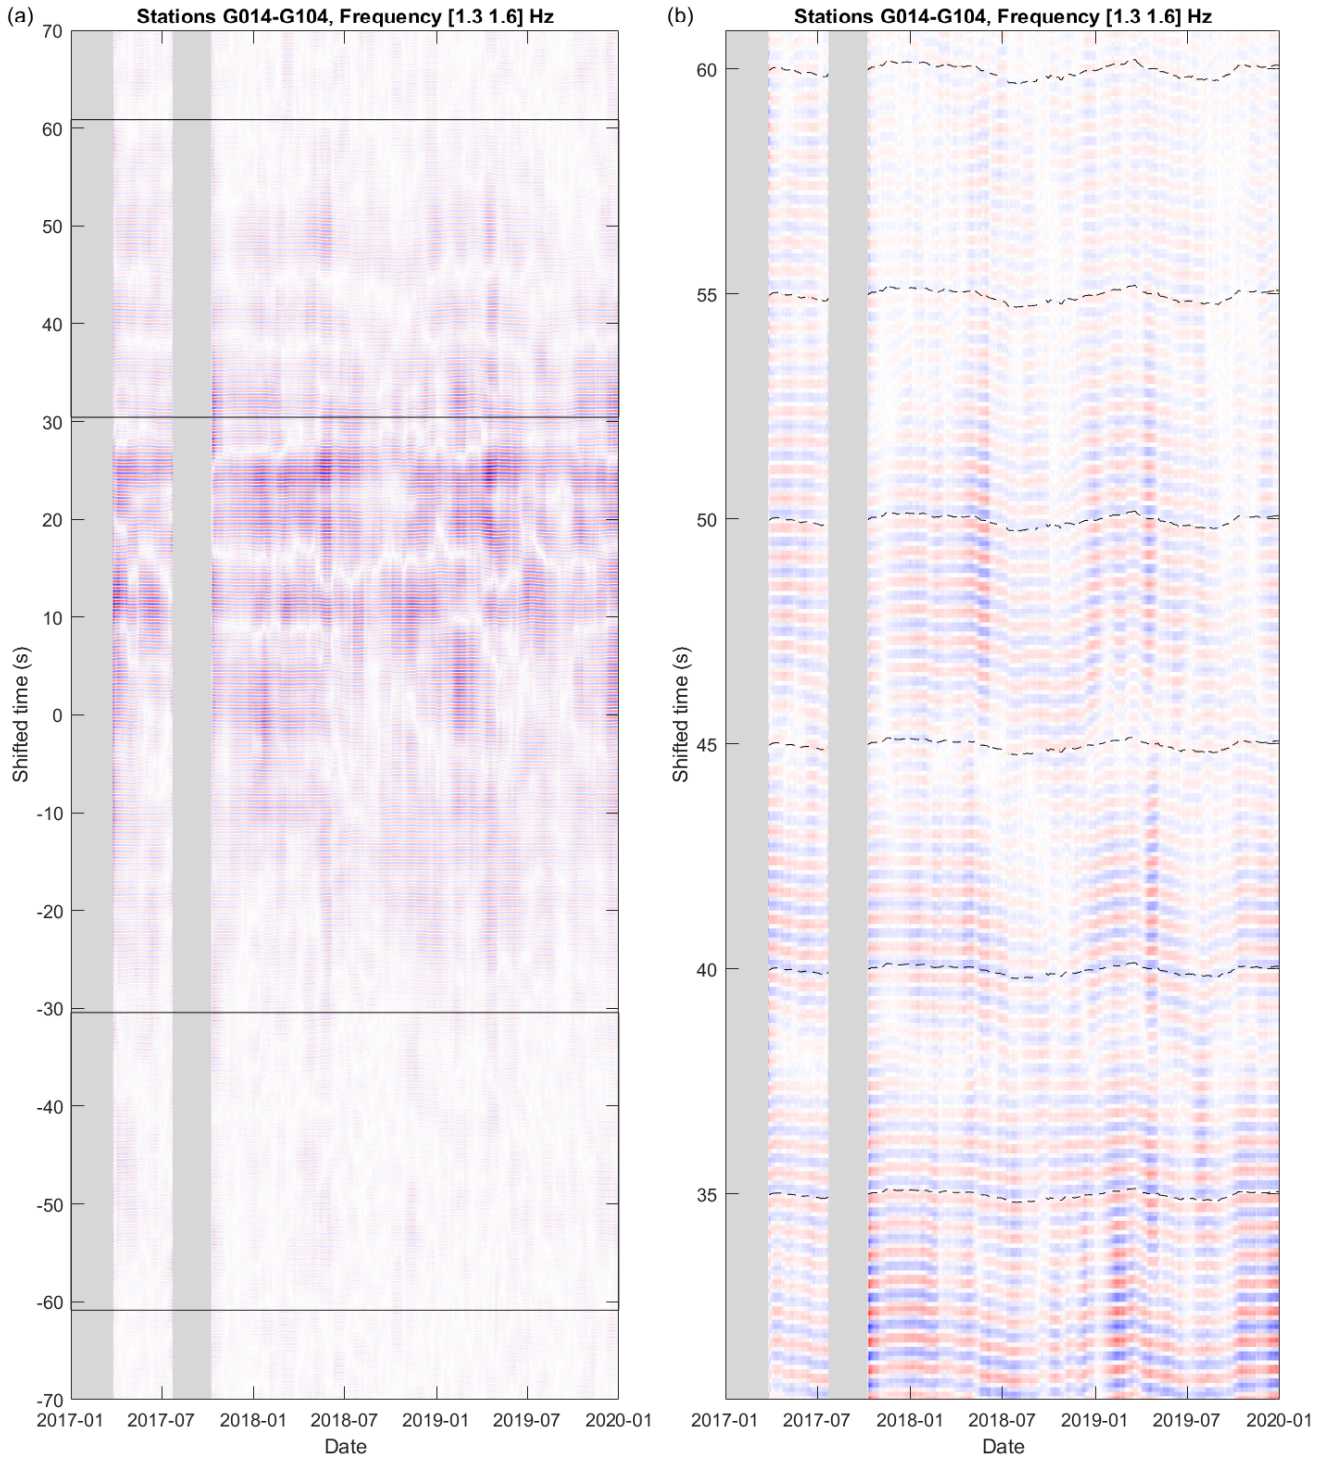 (a)
Stations G014-G104, Frequency [1.3 1.6] Hz
70
60
50
40
30
20
10
0
-10
-20
-30
-40
-50
-60
-70
Shifted time (s)
2017-01 2017-07 2018-01 2018-07 2019-01 2019-07 2020-01
Date
(b)
Stations G014-G104, Frequency [1.3 1.6] Hz
60
55
50
45
40
35
Shifted time (s)
2017-01 2017-07 2018-01 2018-07 2019-01 2019-07 2020-01
Date